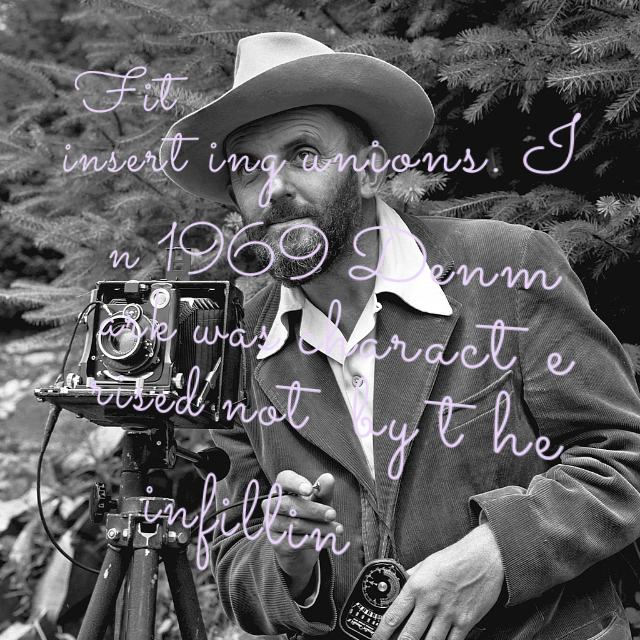 Fit
insert ing unions. I
n 1969 Denm
ark was charact e
rised not by t he
infillin